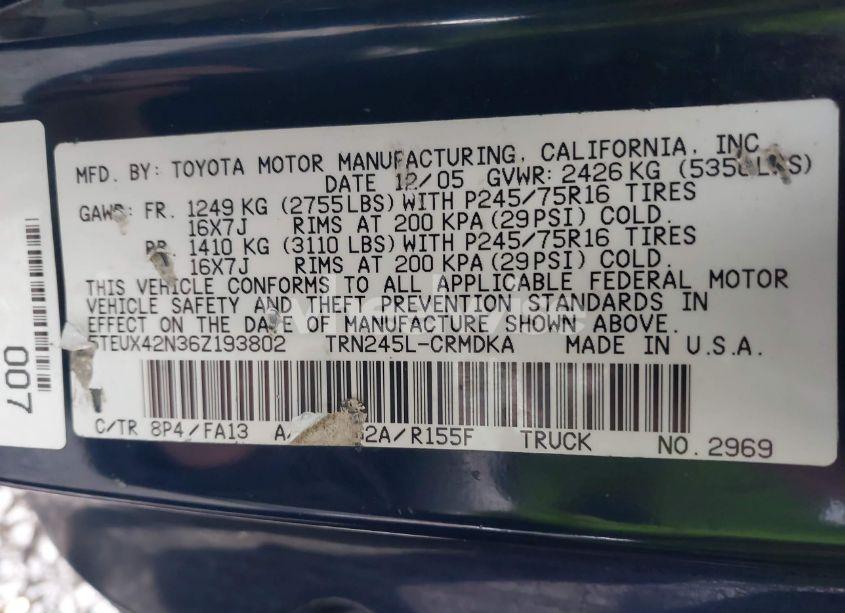 MFD. BY: TOYOTA MOTOR MANUFACTURING, CALIFORNIA, INC.
DATE 12/05 GVWR: 2426 KG
GAWR: FR. 1249 KG (2755 LBS) WITH P245/75R16 TIRES
16X7J RIMS AT 200 KPA (29 PSI) COLD.
RR. 1410 KG (3110 LBS) WITH P245/75R16 TIRES
16X7J RIMS AT 200 KPA (29 PSI) COLD.
THIS VEHICLE CONFORMS TO ALL APPLICABLE FEDERAL MOTOR
VEHICLE SAFETY AND THEFT PREVENTION STANDARDS IN
EFFECT ON THE DATE OF MANUFACTURE SHOWN ABOVE.
5TEUX42N36Z193802 TRN245L-CRMDKA MADE IN U.S.A.
C/TR 8P4/FA13 /R155F TRUCK NO. 2969
007